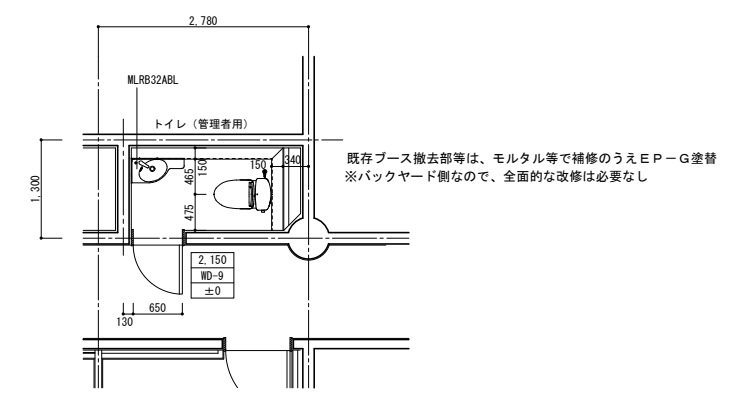 2,780
MLRB32ABL
トイレ（管理者用）
150
340
465
150
475
1,300
既存ブース撤去部等は、モルタル等で補修のうえＥＰ－Ｇ塗替
※バックヤード側なので、全面的な改修は必要なし
2,150
WD-9
±0
650
130